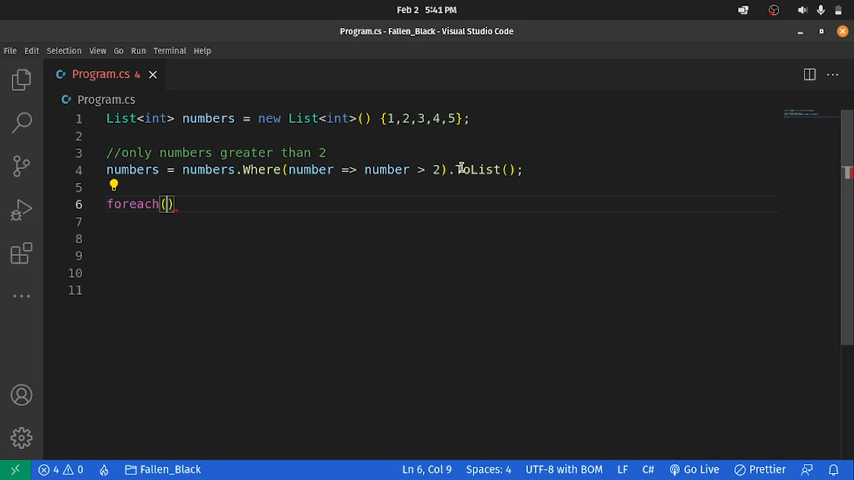 Feb 2 5:41 PM
Program.cs - Fallen_Black - Visual Studio Code
File Edit Selection View Go Run Terminal Help
Program.cs 4
Program.cs
1 List<int> numbers = new List<int>() {1,2,3,4,5};
2
3 //only numbers greater than 2
4 numbers = numbers.Where(number => number > 2).ToList();
5
6 foreach()
7
8
9
10
11
4 0 Fallen_Black Ln 6, Col 9 Spaces: 4 UTF-8 with BOM LF C# Go Live Prettier